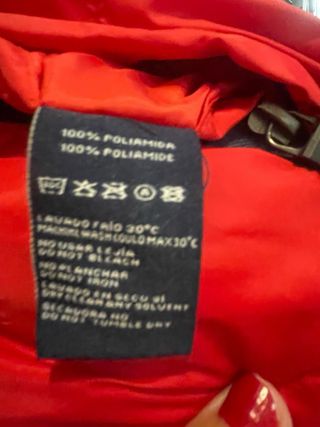 100% POLIAMIDA
100% POLIAMIDE
LAVADO FRIO 30°C
MACHINE WASH COULD MAX 30°C
NO USAR LEJIA
DO NOT BLEACH
NO PLANCHAR
DO NOT IRON
LAVADO EN SECO SI
DRY CLEAN ANY SOLVENT
SECADORA NO
DO NOT TUMBLE DRY